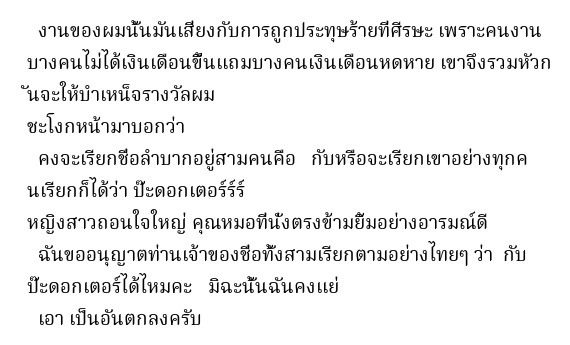 งานของผมนั้นมันเสี่ยงกับการถูกประทุษร้ายที่ศีรษะ เพราะคนงาน
บางคนไม่ได้เงินเดือนขึ้นแถมบางคนเงินเดือนหดหาย เขาจึงรวมหัวก
ันจะให้บำเหน็จรางวัลผม
ชะโงกหน้ามาบอกว่า
คงจะเรียกชื่อลำบากอยู่สามคนคือ กับหรือจะเรียกเขาอย่างทุกค
นเรียกก็ได้ว่า ป๊ะดอกเตอร์ร์ร์
หญิงสาวถอนใจใหญ่ คุณหมอที่นั่งตรงข้ามยิ้มอย่างอารมณ์ดี
ฉันขออนุญาตท่านเจ้าของชื่อทั้งสามเรียกตามอย่างไทยๆ ว่า กับ
ป๊ะดอกเตอร์ได้ไหมคะ มิฉะนั้นฉันคงแย่
เอา เป็นอันตกลงครับ